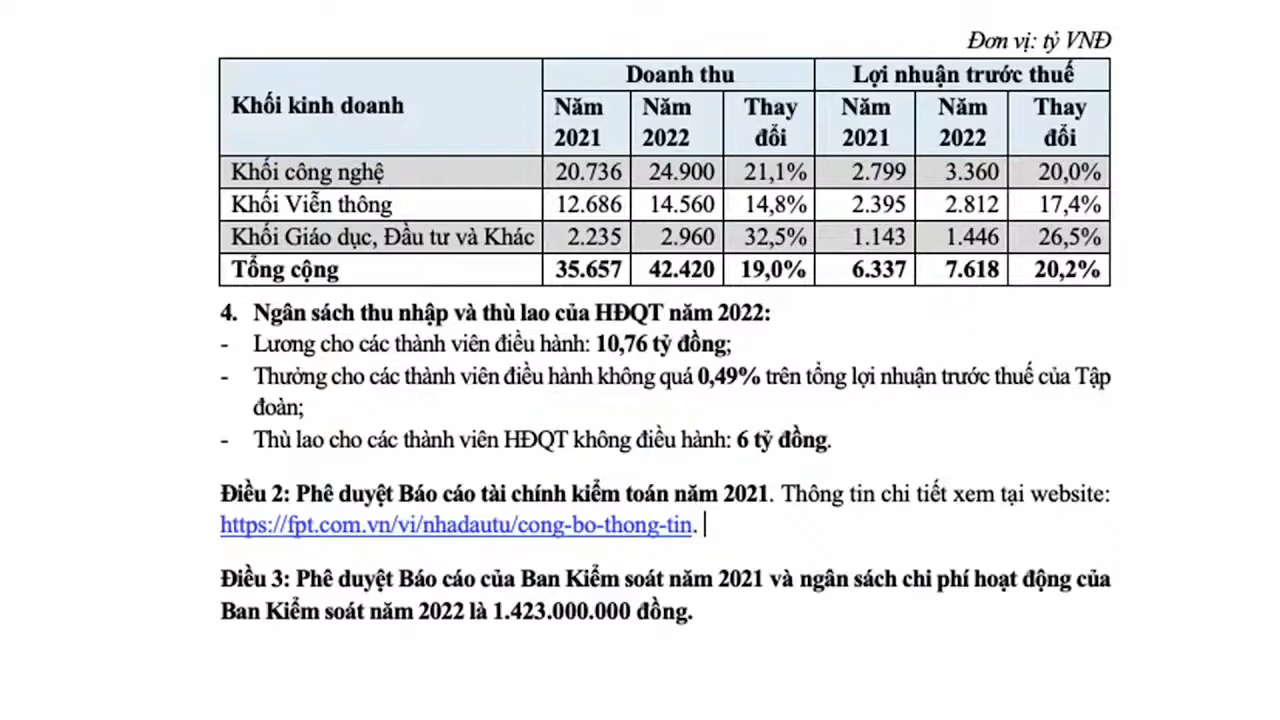 Đơn vị: tỷ VNĐ
Khối kinh doanh Doanh thu Lợi nhuận trước thuế
Năm 2021 Năm 2022 Thay đổi Năm 2021 Năm 2022 Thay đổi
Khối công nghệ 20.736 24.900 21,1% 2.799 3.360 20,0%
Khối Viễn thông 12.686 14.560 14,8% 2.395 2.812 17,4%
Khối Giáo dục, Đầu tư và Khác 2.235 2.960 32,5% 1.143 1.446 26,5%
Tổng cộng 35.657 42.420 19,0% 6.337 7.618 20,2%
4. Ngân sách thu nhập và thù lao của HĐQT năm 2022:
- Lương cho các thành viên điều hành: 10,76 tỷ đồng;
- Thưởng cho các thành viên điều hành không quá 0,49% trên tổng lợi nhuận trước thuế của Tập
đoàn;
- Thù lao cho các thành viên HĐQT không điều hành: 6 tỷ đồng.
Điều 2: Phê duyệt Báo cáo tài chính kiểm toán năm 2021. Thông tin chi tiết xem tại website:
https://fpt.com.vn/vi/nhadautu/cong-bo-thong-tin.
Điều 3: Phê duyệt Báo cáo của Ban Kiểm soát năm 2021 và ngân sách chi phí hoạt động của
Ban Kiểm soát năm 2022 là 1.423.000.000 đồng.